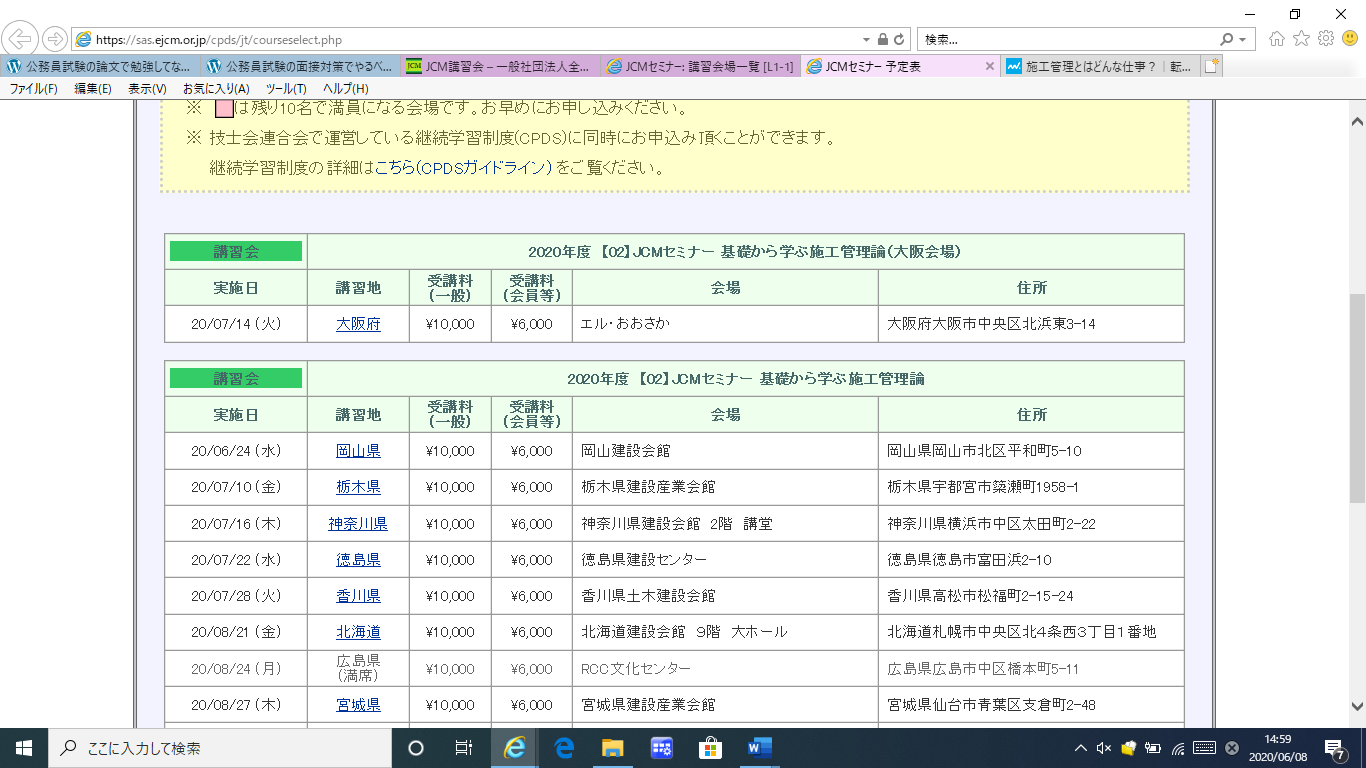 https://sas.ejcm.or.jp/cpds/jt/courseselect.php
検索...
公務員試験の論文で勉強してな...
公務員試験の面接対策でやるべ...
JCM JCM講習会 – 一般社団法人全...
JCMセミナー: 講習会場一覧 [L1-1]
JCMセミナー 予定表
施工管理とはどんな仕事？｜転...
ファイル(F) 編集(E) 表示(V) お気に入り(A) ツール(T) ヘルプ(H)
※ は残り10名で満員になる会場です。お早めにお申し込みください。
※ 技士会連合会で運営している継続学習制度(CPDS)に同時にお申込み頂くことができます。
継続学習制度の詳細はこちら(CPDSガイドライン)をご覧ください。
講習会 2020年度 【02】JCMセミナー 基礎から学ぶ施工管理論(大阪会場)
実施日 講習地 受講料(一般) 受講料(会員等) 会場 住所
20/07/14 (火) 大阪府 ¥10,000 ¥6,000 エル・おおさか 大阪府大阪市中央区北浜東3-14
講習会 2020年度 【02】JCMセミナー 基礎から学ぶ施工管理論
実施日 講習地 受講料(一般) 受講料(会員等) 会場 住所
20/06/24 (水) 岡山県 ¥10,000 ¥6,000 岡山建設会館 岡山県岡山市北区平和町5-10
20/07/10 (金) 栃木県 ¥10,000 ¥6,000 栃木県建設産業会館 栃木県宇都宮市簗瀬町1958-1
20/07/16 (木) 神奈川県 ¥10,000 ¥6,000 神奈川県建設会館 2階 講堂 神奈川県横浜市中区太田町2-22
20/07/22 (水) 徳島県 ¥10,000 ¥6,000 徳島県建設センター 徳島県徳島市富田浜2-10
20/07/28 (火) 香川県 ¥10,000 ¥6,000 香川県土木建設会館 香川県高松市松福町2-15-24
20/08/21 (金) 北海道 ¥10,000 ¥6,000 北海道建設会館 9階 大ホール 北海道札幌市中央区北４条西３丁目１番地
20/08/24 (月) 広島県(満席) ¥10,000 ¥6,000 RCC文化センター 広島県広島市中区橋本町5-11
20/08/27 (木) 宮城県 ¥10,000 ¥6,000 宮城県建設産業会館 宮城県仙台市青葉区支倉町2-48
ここに入力して検索
14:59
2020/06/08
7